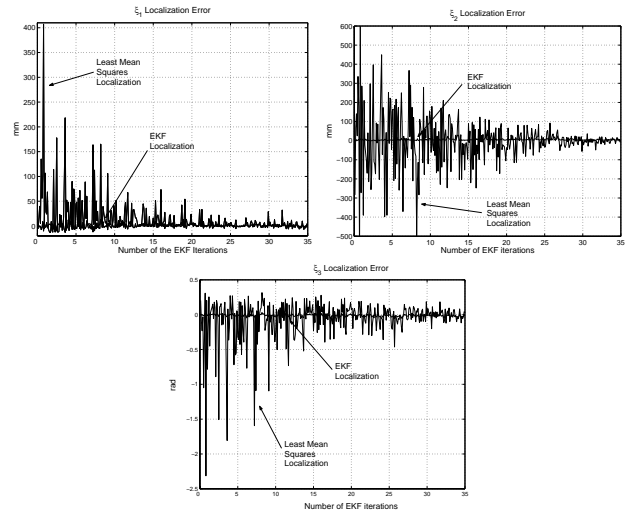 ξ1 Localization Error
400
350
300
250
200
150
100
50
0
mm
Least Mean
Squares
Localization
EKF
Localization
0 5 10 15 20 25 30 35
Number of the EKF Iterations
ξ2 Localization Error
600
500
400
300
200
100
0
-100
-200
-300
-400
-500
mm
EKF
Localization
Least Mean
Squares
Localization
0 5 10 15 20 25 30 35
Number of EKF iterations
ξ3 Localization Error
0.5
0
-0.5
-1
-1.5
-2
-2.5
rad
EKF
Localization
Least Mean
Squares
Localization
0 5 10 15 20 25 30 35
Number of EKF iterations